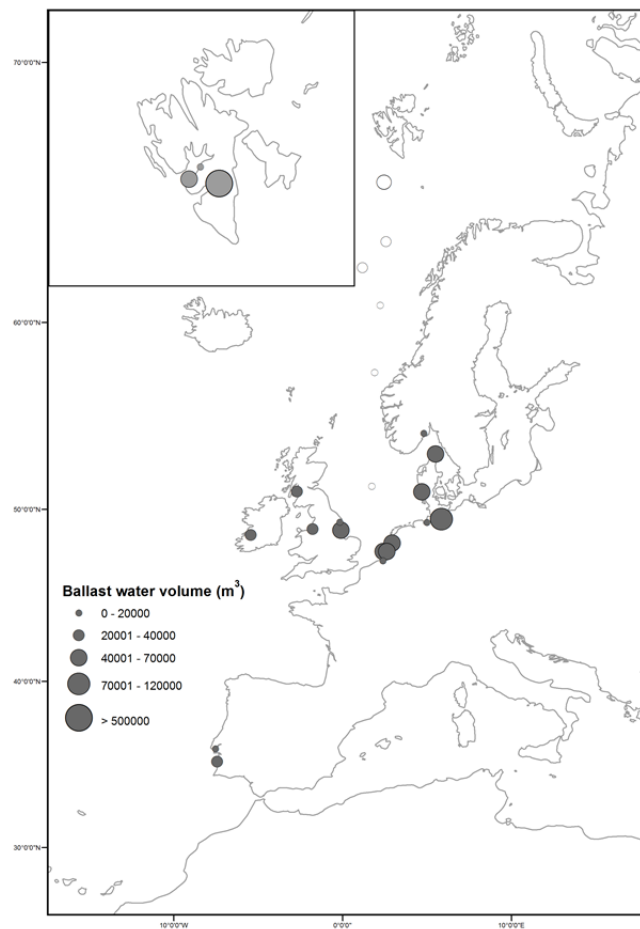 70°0'0"N
60°0'0"N
50°0'0"N
Ballast water volume (m³)
0 - 20000
20001 - 40000
40001 - 70000
70001 - 120000
> 500000
40°0'0"N
30°0'0"N
10°0'0"W
0°0'0"
10°0'0"E